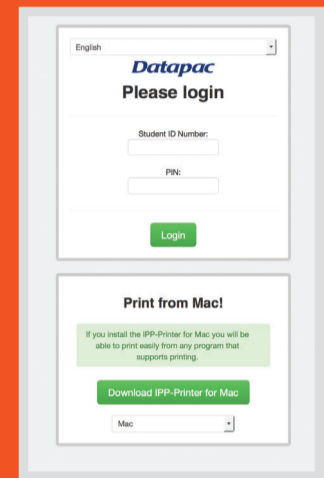 English
Datapac
Please login
Student ID Number:
PIN:
Login
Print from Mac!
If you install the IPP-Printer for Mac you will be
able to print easily from any program that
supports printing.
Download IPP-Printer for Mac
Mac